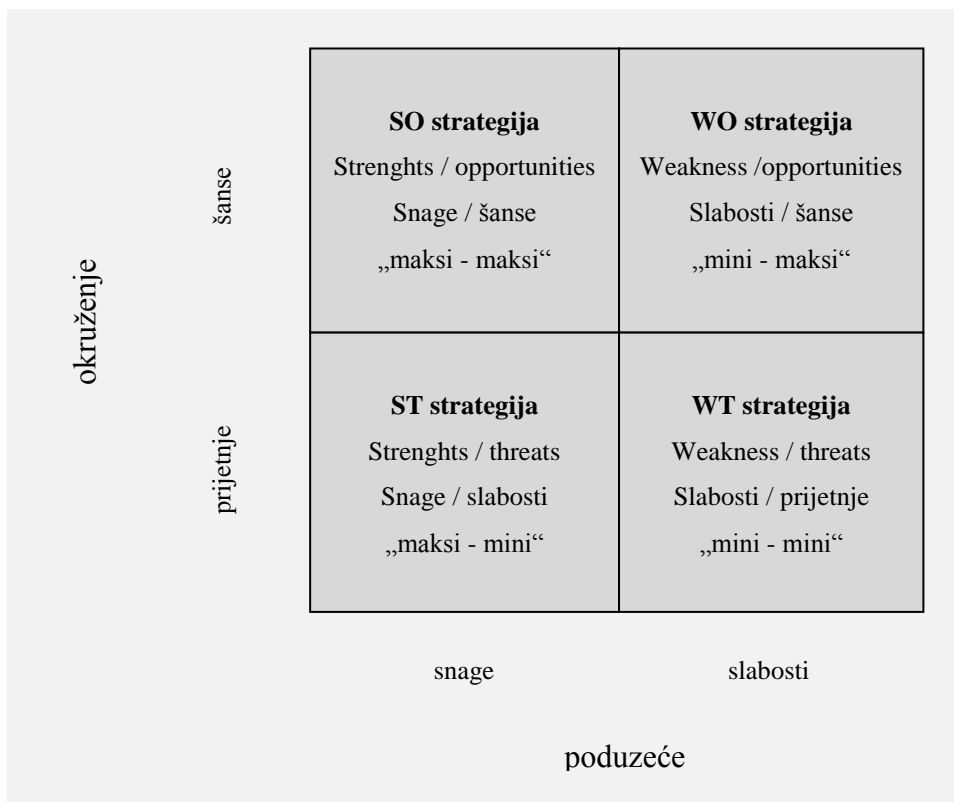 SO strategija
Strenghts / opportunities
Snage / šanse
„maksi - maksi“
WO strategija
Weakness /opportunities
Slabosti / šanse
„mini - maksi“
šanse
okruženje
ST strategija
Strenghts / threats
Snage / slabosti
„maksi - mini“
WT strategija
Weakness / threats
Slabosti / prijetnje
„mini - mini“
prijetnje
snage
slabosti
poduzeće